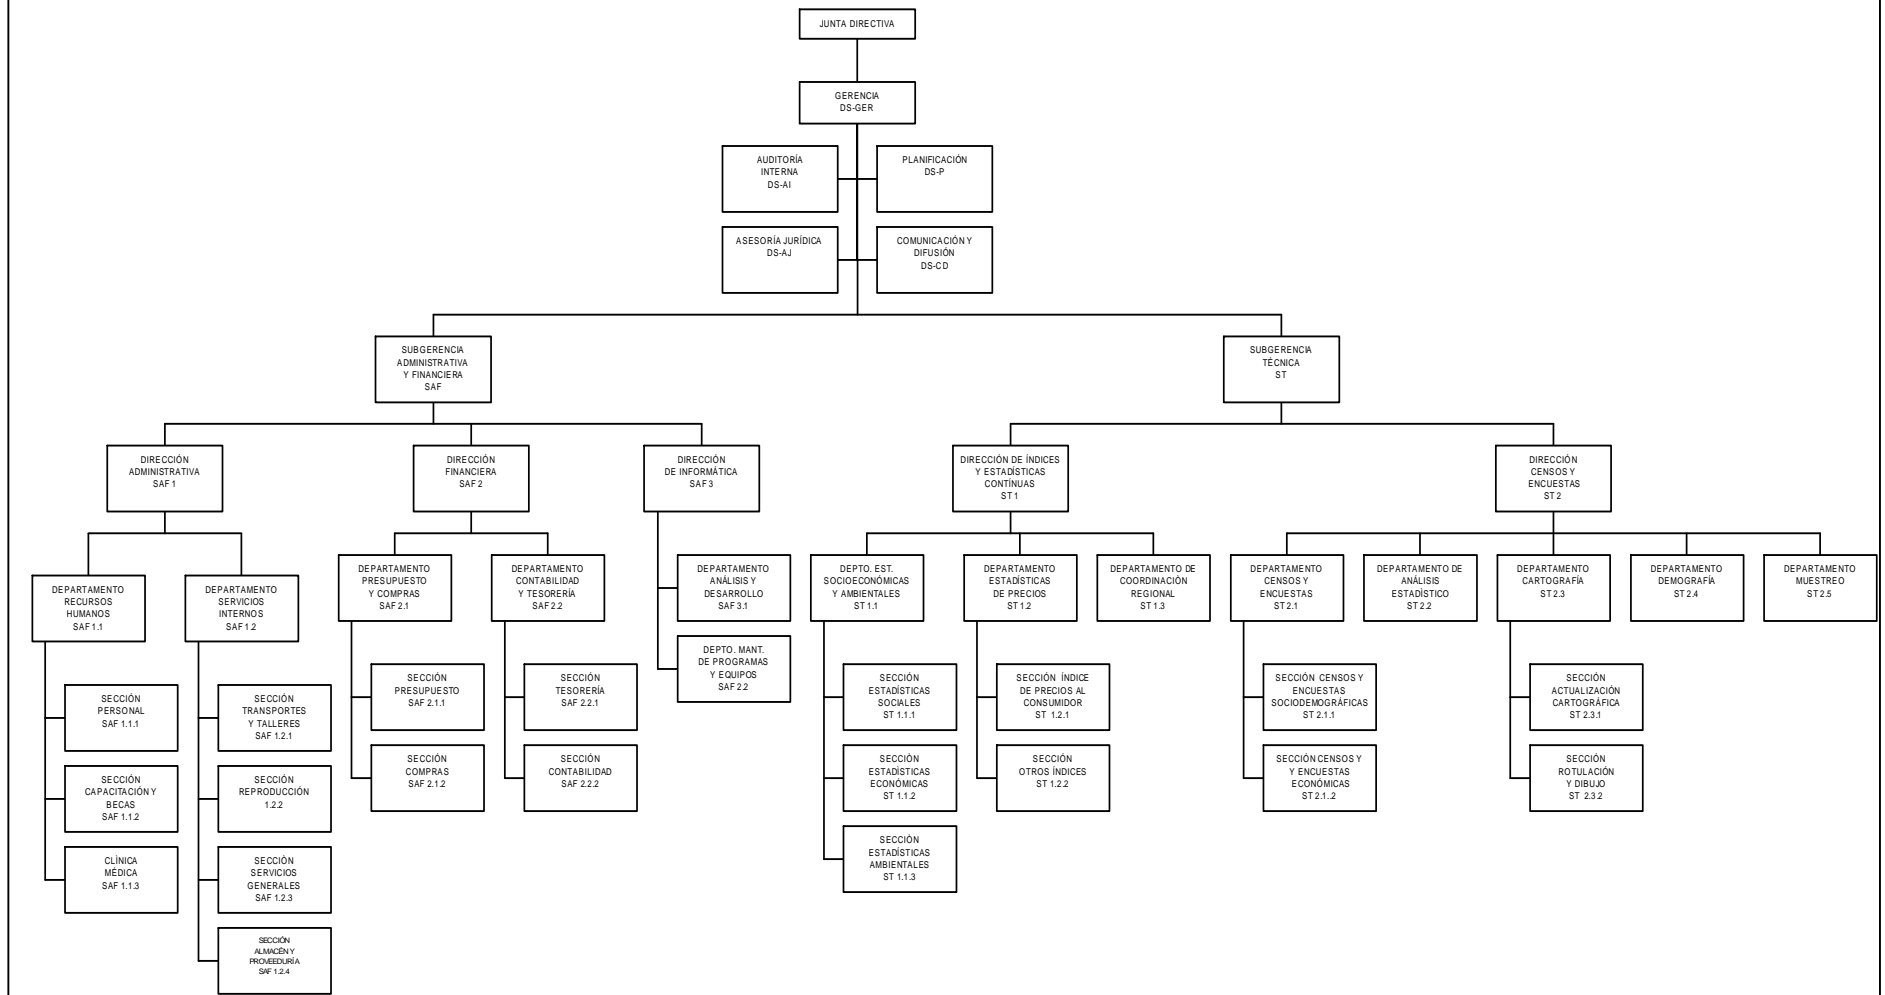 JUNTA DIRECTIVA
GERENCIA
DS-GER
AUDITORÍA
INTERNA
DS-AI
PLANIFICACIÓN
DS-P
ASESORÍA JURÍDICA
DS-AJ
COMUNICACIÓN Y
DIFUSIÓN
DS-CD
SUBGERENCIA
ADMINISTRATIVA
Y FINANCIERA
SAF
SUBGERENCIA
TÉCNICA
ST
DIRECCIÓN
ADMINISTRATIVA
SAF 1
DIRECCIÓN
FINANCIERA
SAF 2
DIRECCIÓN
DE INFORMÁTICA
SAF 3
DIRECCIÓN DE ÍNDICES
Y ESTADÍSTICAS
CONTÍNUAS
ST 1
DIRECCIÓN
CENSOS Y
ENCUESTAS
ST 2
DEPARTAMENTO
RECURSOS
HUMANOS
SAF 1.1
DEPARTAMENTO
SERVICIOS
INTERNOS
SAF 1.2
DEPARTAMENTO
PRESUPUESTO
Y COMPRAS
SAF 2.1
DEPARTAMENTO
CONTABILIDAD
Y TESORERÍA
SAF 2.2
DEPARTAMENTO
ANÁLISIS Y
DESARROLLO
SAF 3.1
DEPTO. MANT.
DE PROGRAMAS
Y EQUIPOS
SAF 2.2
DEPTO. EST.
SOCIOECONÓMICAS
Y AMBIENTALES
ST 1.1
DEPARTAMENTO
ESTADÍSTICAS
DE PRECIOS
ST 1.2
DEPARTAMENTO DE
COORDINACIÓN
REGIONAL
ST 1.3
DEPARTAMENTO
CENSOS Y
ENCUESTAS
ST 2.1
DEPARTAMENTO DE
ANÁLISIS
ESTADÍSTICO
ST 2.2
DEPARTAMENTO
CARTOGRAFÍA
ST 2.3
DEPARTAMENTO
DEMOGRAFÍA
ST 2.4
DEPARTAMENTO
MUESTREO
ST 2.5
SECCIÓN
PERSONAL
SAF 1.1.1
SECCIÓN
CAPACITACIÓN Y
BECAS
SAF 1.1.2
CLÍNICA
MÉDICA
SAF 1.1.3
SECCIÓN
TRANSPORTES
Y TALLERES
SAF 1.2.1
SECCIÓN
REPRODUCCIÓN
1.2.2
SECCIÓN
SERVICIOS
GENERALES
SAF 1.2.3
SECCIÓN
ALMACÉN Y
PROVEEDURÍA
SAF 1.2.4
SECCIÓN
PRESUPUESTO
SAF 2.1.1
SECCIÓN
COMPRAS
SAF 2.1.2
SECCIÓN
TESORERÍA
SAF 2.2.1
SECCIÓN
CONTABILIDAD
SAF 2.2.2
SECCIÓN
ESTADÍSTICAS
SOCIALES
ST 1.1.1
SECCIÓN
ESTADÍSTICAS
ECONÓMICAS
ST 1.1.2
SECCIÓN
ESTADÍSTICAS
AMBIENTALES
ST 1.1.3
SECCIÓN ÍNDICE
DE PRECIOS AL
CONSUMIDOR
ST 1.2.1
SECCIÓN
OTROS ÍNDICES
ST 1.2.2
SECCIÓN CENSOS Y
ENCUESTAS
SOCIODEMOGRÁFICAS
ST 2.1.1
SECCIÓN CENSOS Y
Y ENCUESTAS
ECONÓMICAS
ST 2.1..2
SECCIÓN
ACTUALIZACIÓN
CARTOGRÁFICA
ST 2.3.1
SECCIÓN
ROTULACIÓN
Y DIBUJO
ST 2.3.2